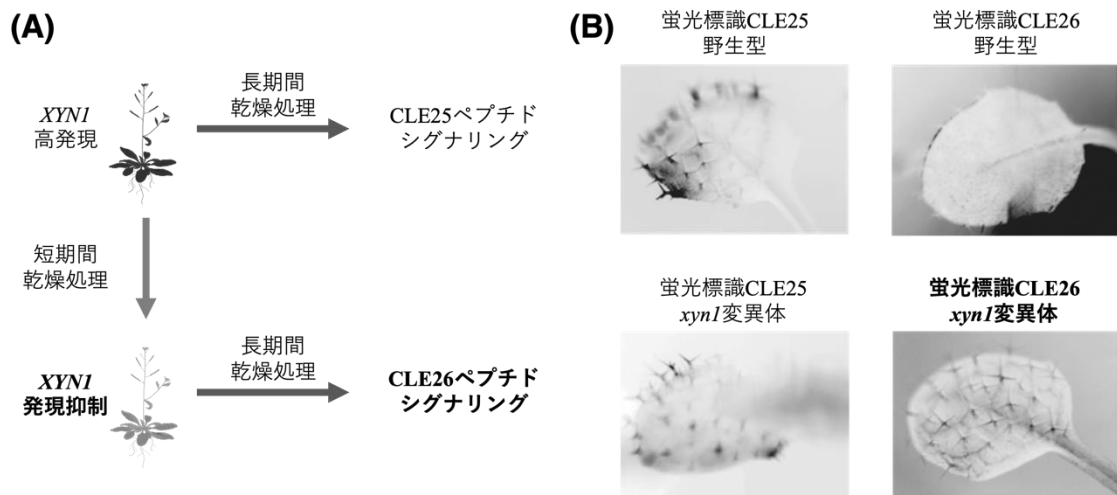 (A)
XYN1
高発現
長期間
乾燥処理
CLE25ペプチド
シグナリング
短期間
乾燥処理
XYN1
発現抑制
長期間
乾燥処理
CLE26ペプチド
シグナリング
(B)
蛍光標識CLE25
野生型
蛍光標識CLE26
野生型
蛍光標識CLE25
xyn1変異体
蛍光標識CLE26
xyn1変異体